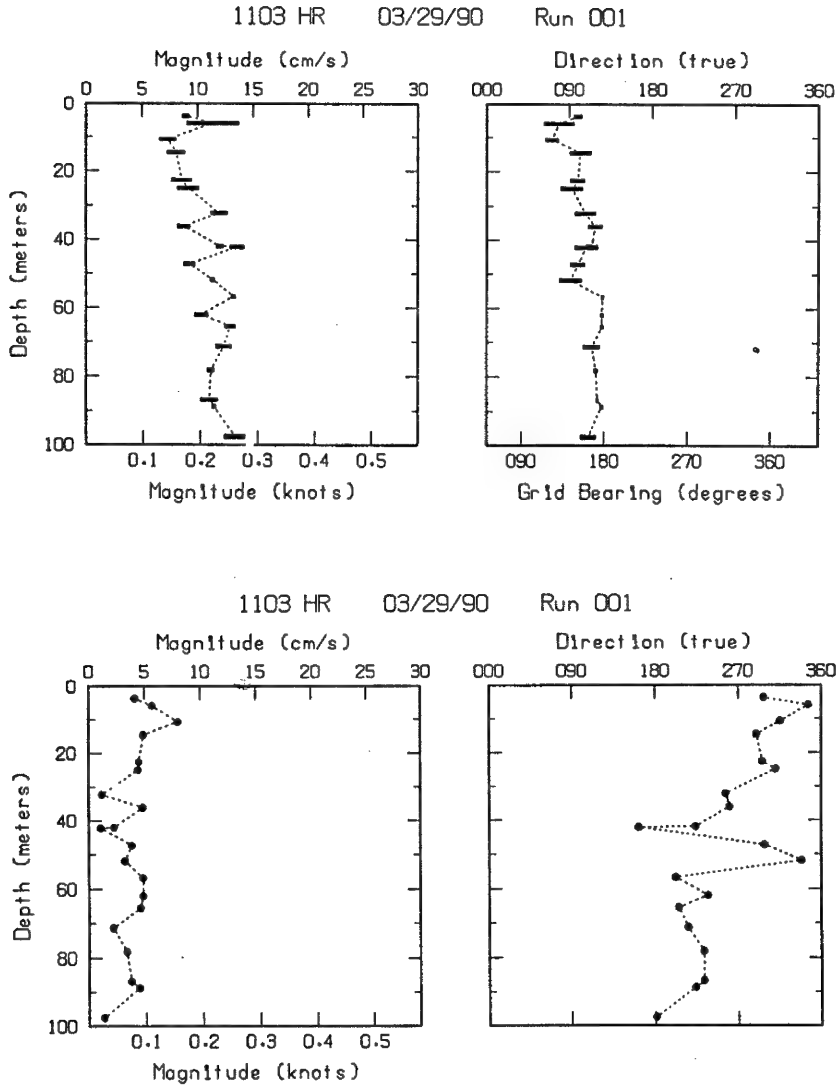 1103 HR 03/29/90 Run 001
Magnitude (cm/s) Direction (true)
0 5 10 15 20 25 30 000 090 180 270 360
0
20
40
60
80
100
Depth (meters)
0.1 0.2 0.3 0.4 0.5 090 180 270 360
Magnitude (knots) Grid Bearing (degrees)
1103 HR 03/29/90 Run 001
Magnitude (cm/s) Direction (true)
0 5 10 15 20 25 30 000 090 180 270 360
0
20
40
60
80
100
Depth (meters)
0.1 0.2 0.3 0.4 0.5
Magnitude (knots)